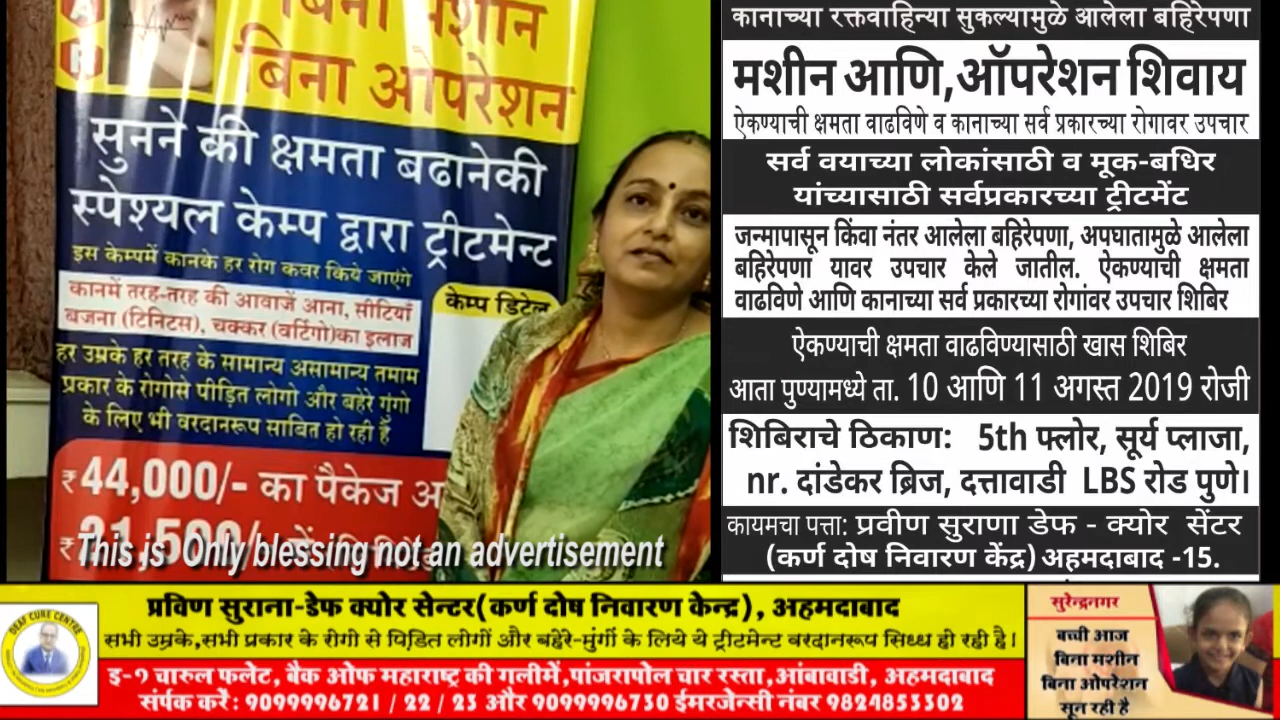 A
R
बिना मशीन
बिना ओपरेशन
सुनने की क्षमता बढानेकी
स्पेश्यल केम्प द्वारा ट्रीटमेन्ट
इस केम्पमें कानके हर रोग कवर किये जाएंगे
कानमें तरह-तरह की आवाजें आना, सीटियाँ
बजना (टिनिटस), चक्कर (वर्टिगो)का इलाज
केम्प डिटेल
हर उम्रके हर तरह के सामान्य असामान्य तमाम
प्रकार के रोगोसे पीड़ित लोगो और बहेरे गुंगो
के लिए भी वरदानरूप साबित हो रही हैं
₹44,000/- का पैकेज अ
₹21,500/- में
This is Only blessing not an advertisement
कानाच्या रक्तवाहिन्या सुकल्यामुळे आलेला बहिरेपणा
मशीन आणि,ऑपरेशन शिवाय
ऐकण्याची क्षमता वाढविणे व कानाच्या सर्व प्रकारच्या रोगावर उपचार
सर्व वयाच्या लोकांसाठी व मूक-बधिर
यांच्यासाठी सर्वप्रकारच्या ट्रीटमेंट
जन्मापासून किंवा नंतर आलेला बहिरेपणा, अपघातामुळे आलेला
बहिरेपणा यावर उपचार केले जातील. ऐकण्याची क्षमता
वाढविणे आणि कानाच्या सर्व प्रकारच्या रोगांवर उपचार शिबिर
ऐकण्याची क्षमता वाढविण्यासाठी खास शिबिर
आता पुण्यामध्ये ता. 10 आणि 11 अगस्त 2019 रोजी
शिबिराचे ठिकाण: 5th फ्लोर, सूर्य प्लाजा,
nr. दांडेकर ब्रिज, दत्तावाडी LBS रोड पुणे।
कायमचा पत्ता: प्रवीण सुराणा डेफ - क्योर सेंटर
(कर्ण दोष निवारण केंद्र) अहमदाबाद -15.
DEAF CURE CENTRE
प्रविण सुराना-डेफ क्योर सेन्टर(कर्ण दोष निवारण केन्द्र), अहमदाबाद
सभी उम्रके,सभी प्रकार के रोगी से पिडि़त लोगों और बहेरे-मुंगों के लिये ये ट्रीटमेन्ट वरदानरूप सिध्ध हो रही है।
इ-१ चारुल फलेट, बैंक ओफ महाराष्ट्र की गलीमें,पांजरापोल चार रस्ता,आंबावाडी, अहमदाबाद
संर्पक करें : 9099996721 / 22 / 23 और 9099996730 ईमरजेन्सी नंबर 9824853302
सुरेन्द्रनगर
बच्ची आज
बिना मशीन
बिना ओपरेशन
सून रही है